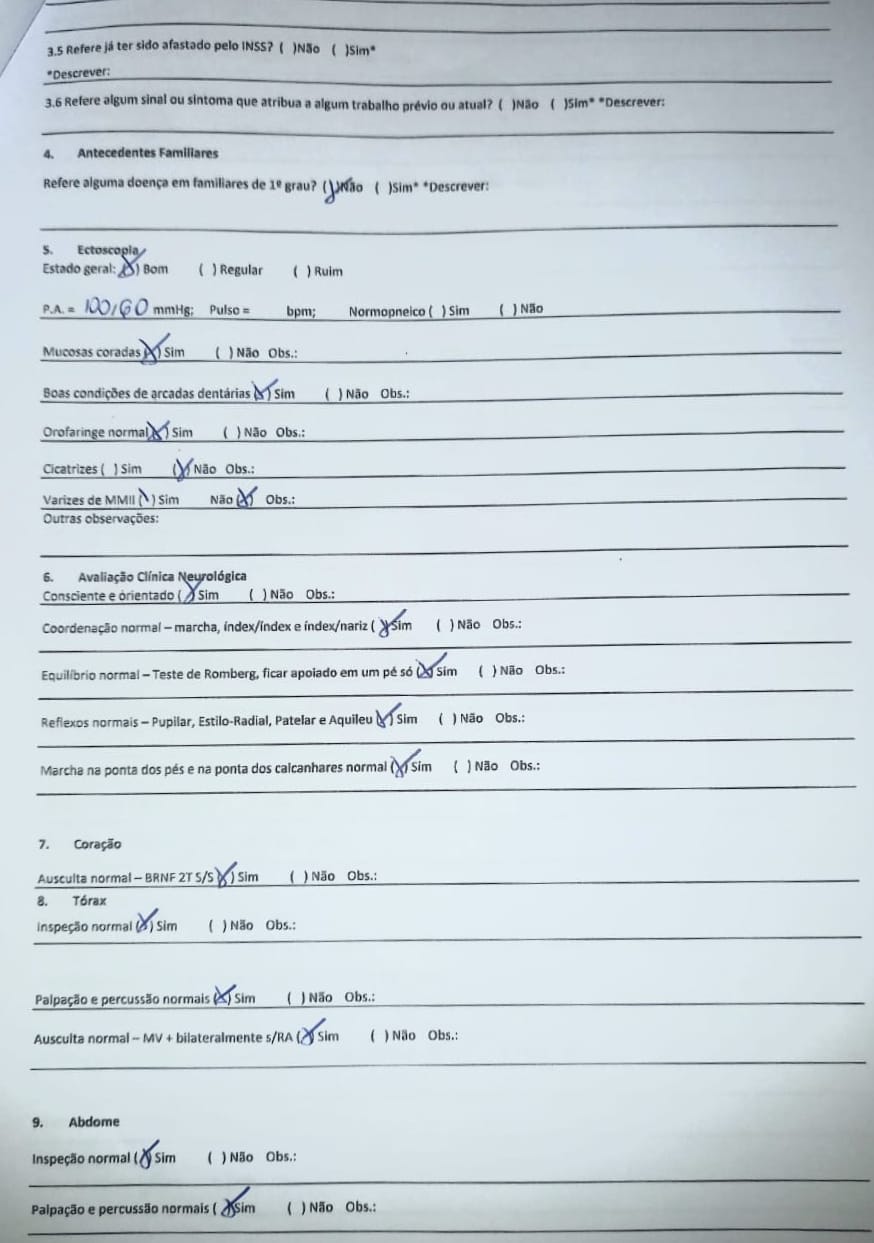 3.5 Refere já ter sido afastado pelo INSS? ( )Não ( )Sim*
*Descrever:
3.6 Refere algum sinal ou sintoma que atribua a algum trabalho prévio ou atual? ( )Não ( )Sim* *Descrever:
4. Antecedentes Familiares
Refere alguma doença em familiares de 1º grau? (X)Não ( )Sim* *Descrever:
5. Ectoscopia
Estado geral: (X) Bom ( ) Regular ( ) Ruim
P.A. = 100/60 mmHg; Pulso = bpm; Normopneico ( ) Sim ( ) Não
Mucosas coradas (X) Sim ( ) Não Obs.:
Boas condições de arcadas dentárias (X) Sim ( ) Não Obs.:
Orofaringe normal (X) Sim ( ) Não Obs.:
Cicatrizes ( ) Sim (X) Não Obs.:
Varizes de MMII (\) Sim Não (X) Obs.:
Outras observações:
6. Avaliação Clínica Neurológica
Consciente e orientado (X) Sim ( ) Não Obs.:
Coordenação normal – marcha, índex/índex e índex/nariz (X) Sim ( ) Não Obs.:
Equilíbrio normal – Teste de Romberg, ficar apoiado em um pé só (X) Sim ( ) Não Obs.:
Reflexos normais – Pupilar, Estilo-Radial, Patelar e Aquileu (X) Sim ( ) Não Obs.:
Marcha na ponta dos pés e na ponta dos calcanhares normal (X) Sim ( ) Não Obs.:
7. Coração
Ausculta normal – BRNF 2T S/S (X) Sim ( ) Não Obs.:
8. Tórax
Inspeção normal (X) Sim ( ) Não Obs.:
Palpação e percussão normais (X) Sim ( ) Não Obs.:
Ausculta normal – MV + bilateralmente s/RA (X) Sim ( ) Não Obs.:
9. Abdome
Inspeção normal (X) Sim ( ) Não Obs.:
Palpação e percussão normais (X) Sim ( ) Não Obs.: